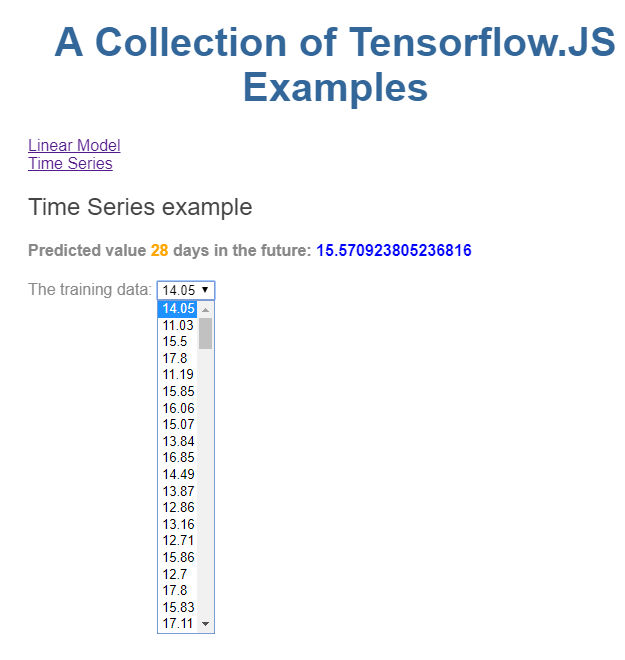 A Collection of Tensorflow.JS
Examples
Linear Model
Time Series
Time Series example
Predicted value 28 days in the future: 15.570923805236816
The training data: 14.05
14.05
11.03
15.5
17.8
11.19
15.85
16.06
15.07
13.84
16.85
14.49
13.87
12.86
13.16
12.71
15.86
12.7
17.8
15.83
17.11